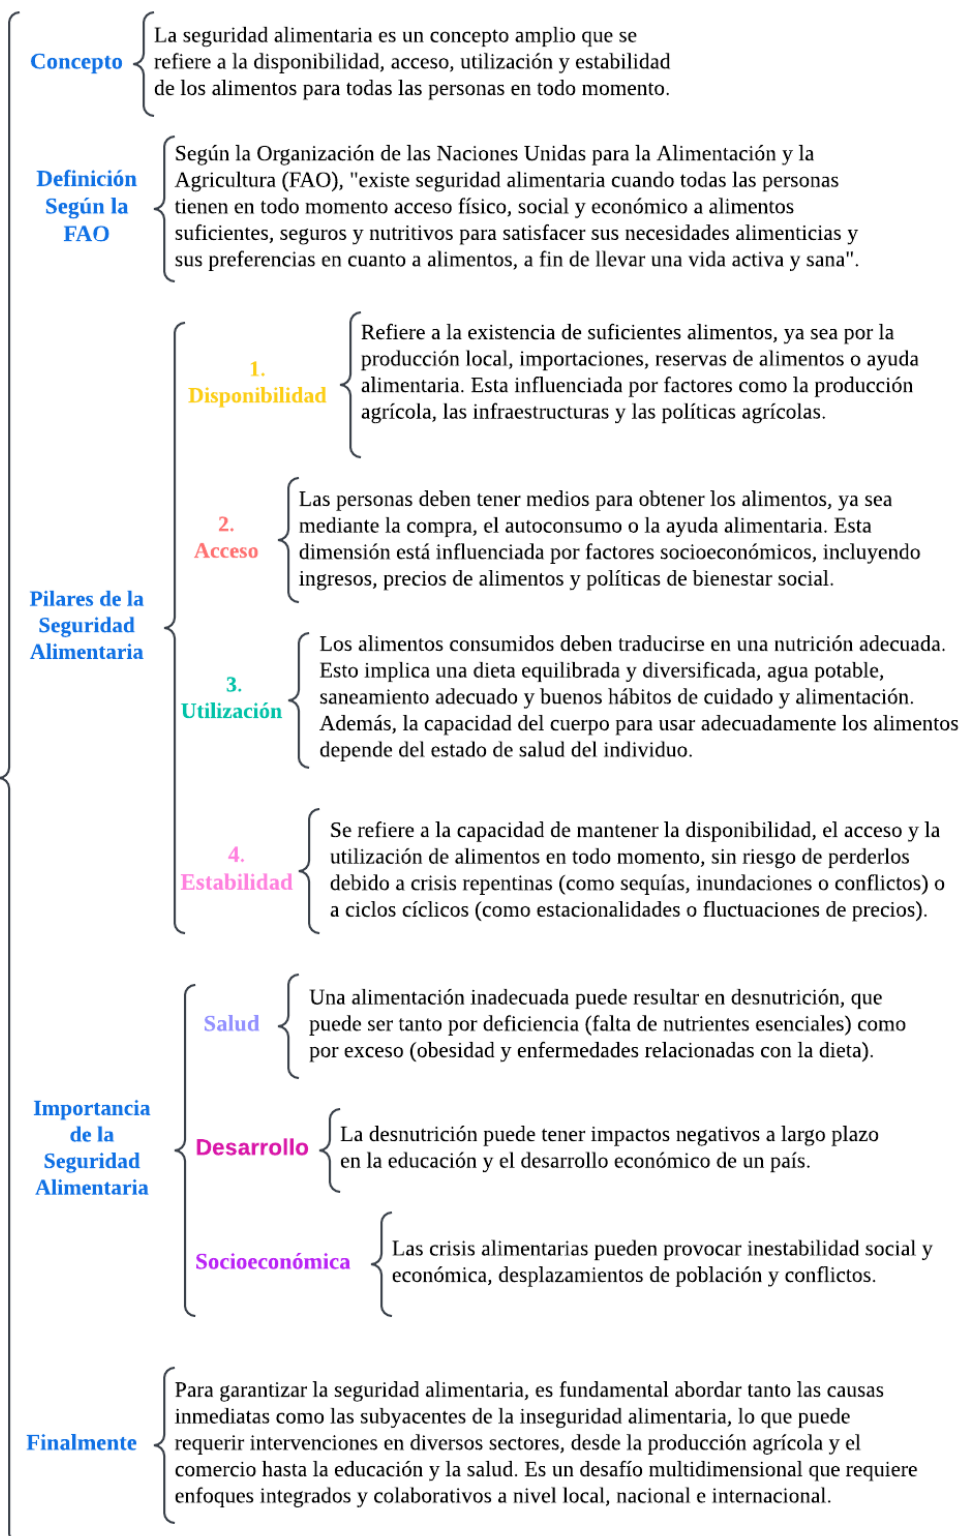 Concepto
La seguridad alimentaria es un concepto amplio que se
refiere a la disponibilidad, acceso, utilización y estabilidad
de los alimentos para todas las personas en todo momento.
Definición
Según la
FAO
Según la Organización de las Naciones Unidas para la Alimentación y la
Agricultura (FAO), "existe seguridad alimentaria cuando todas las personas
tienen en todo momento acceso físico, social y económico a alimentos
suficientes, seguros y nutritivos para satisfacer sus necesidades alimenticias y
sus preferencias en cuanto a alimentos, a fin de llevar una vida activa y sana".
Pilares de la
Seguridad
Alimentaria
1.
Disponibilidad
Refiere a la existencia de suficientes alimentos, ya sea por la
producción local, importaciones, reservas de alimentos o ayuda
alimentaria. Esta influenciada por factores como la producción
agrícola, las infraestructuras y las políticas agrícolas.
2.
Acceso
Las personas deben tener medios para obtener los alimentos, ya sea
mediante la compra, el autoconsumo o la ayuda alimentaria. Esta
dimensión está influenciada por factores socioeconómicos, incluyendo
ingresos, precios de alimentos y políticas de bienestar social.
3.
Utilización
Los alimentos consumidos deben traducirse en una nutrición adecuada.
Esto implica una dieta equilibrada y diversificada, agua potable,
saneamiento adecuado y buenos hábitos de cuidado y alimentación.
Además, la capacidad del cuerpo para usar adecuadamente los alimentos
depende del estado de salud del individuo.
4.
Estabilidad
Se refiere a la capacidad de mantener la disponibilidad, el acceso y la
utilización de alimentos en todo momento, sin riesgo de perderlos
debido a crisis repentinas (como sequías, inundaciones o conflictos) o
a ciclos cíclicos (como estacionalidades o fluctuaciones de precios).
Importancia
de la
Seguridad
Alimentaria
Salud
Una alimentación inadecuada puede resultar en desnutrición, que
puede ser tanto por deficiencia (falta de nutrientes esenciales) como
por exceso (obesidad y enfermedades relacionadas con la dieta).
Desarrollo
La desnutrición puede tener impactos negativos a largo plazo
en la educación y el desarrollo económico de un país.
Socioeconómica
Las crisis alimentarias pueden provocar inestabilidad social y
económica, desplazamientos de población y conflictos.
Finalmente
Para garantizar la seguridad alimentaria, es fundamental abordar tanto las causas
inmediatas como las subyacentes de la inseguridad alimentaria, lo que puede
requerir intervenciones en diversos sectores, desde la producción agrícola y el
comercio hasta la educación y la salud. Es un desafío multidimensional que requiere
enfoques integrados y colaborativos a nivel local, nacional e internacional.